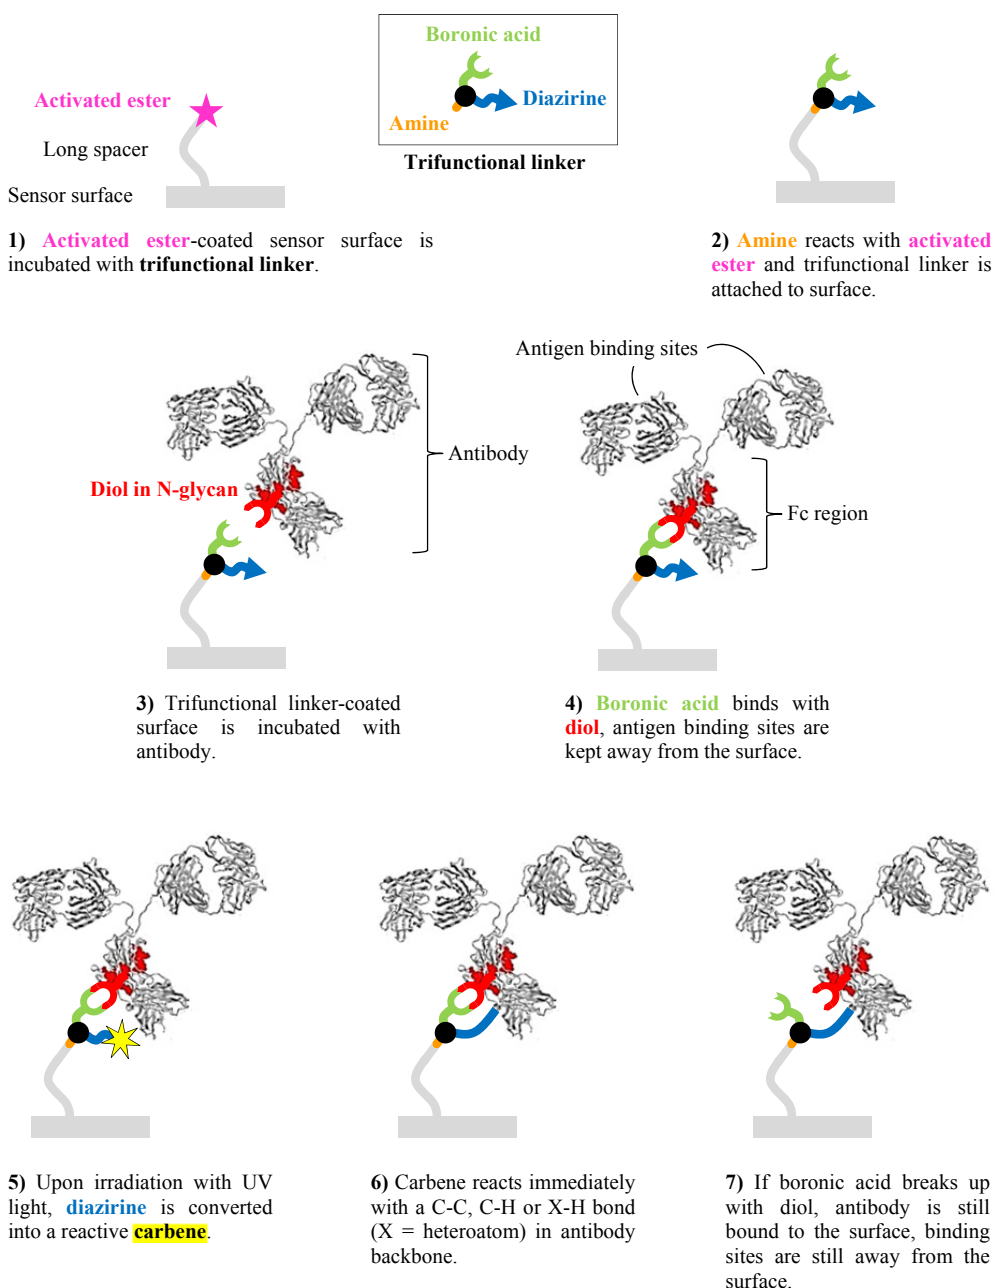 Boronic acid
Activated ester
Diazirine
Amine
Long spacer
Trifunctional linker
Sensor surface
1) Activated ester-coated sensor surface is
incubated with trifunctional linker.
2) Amine reacts with activated
ester and trifunctional linker is
attached to surface.
Antigen binding sites
Antibody
Diol in N-glycan
Fc region
3) Trifunctional linker-coated
surface is incubated with
antibody.
4) Boronic acid binds with
diol, antigen binding sites are
kept away from the surface.
5) Upon irradiation with UV
light, diazirine is converted
into a reactive carbene.
6) Carbene reacts immediately
with a C-C, C-H or X-H bond
(X = heteroatom) in antibody
backbone.
7) If boronic acid breaks up
with diol, antibody is still
bound to the surface, binding
sites are still away from the
surface.